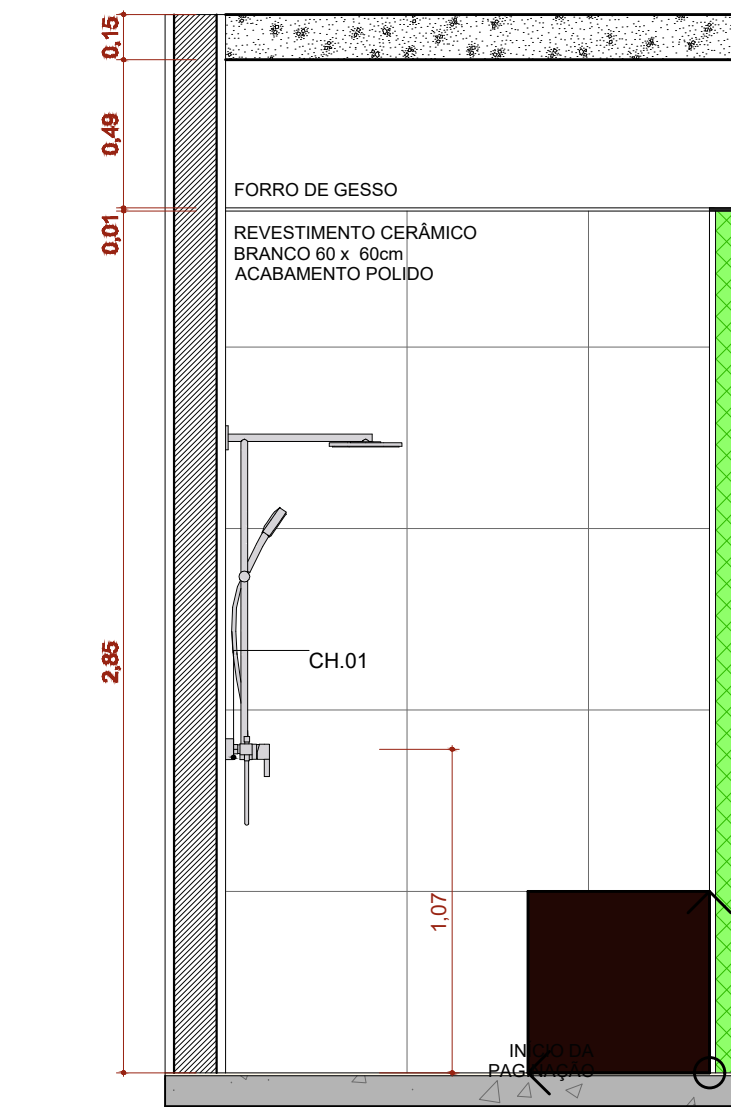 0,15
0,49
FORRO DE GESSO
0,01
REVESTIMENTO CERÂMICO
BRANCO 60 x 60cm
ACABAMENTO POLIDO
2,85
CH.01
1,07
INÍCIO DA
PAGINAÇÃO